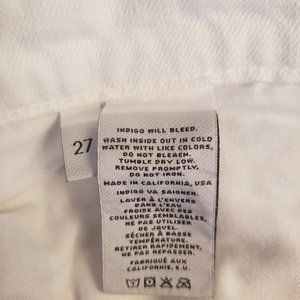 27
INDIGO WILL BLEED.
WASH INSIDE OUT IN COLD
WATER WITH LIKE COLORS,
DO NOT BLEACH.
TUMBLE DRY LOW.
REMOVE PROMPTLY,
DO NOT IRON.
MADE IN CALIFORNIA, USA
INDIGO VA SAIGNER.
LAVER À L'ENVERS
DANS L'EAU
FROIDE AVEC DES
COULEURS SEMBLABLES,
NE PAS UTILISER
DE JAVEL.
SÉCHER À BASSE
TEMPÉRATURE.
RETIRER RAPIDEMENT,
NE PAS REPASSER.
FABRIQUÉ AUX
CALIFORNIE, E.U.